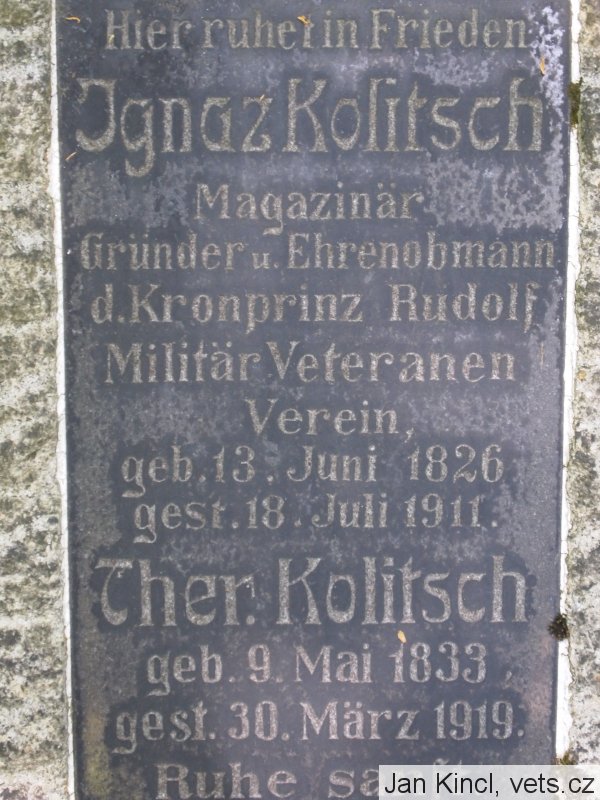 Hier ruhet in Frieden
Ignaz Kolitsch
Magazinär
Gründer u. Ehrenobmann
d. Kronprinz Rudolf
Militär Veteranen
Verein,
geb. 13. Juni 1826
gest. 18. Juli 1911.
Ther. Kolitsch
geb. 9. Mai 1833,
gest. 30. März 1919.
Ruhe
Jan Kincl, vets.cz